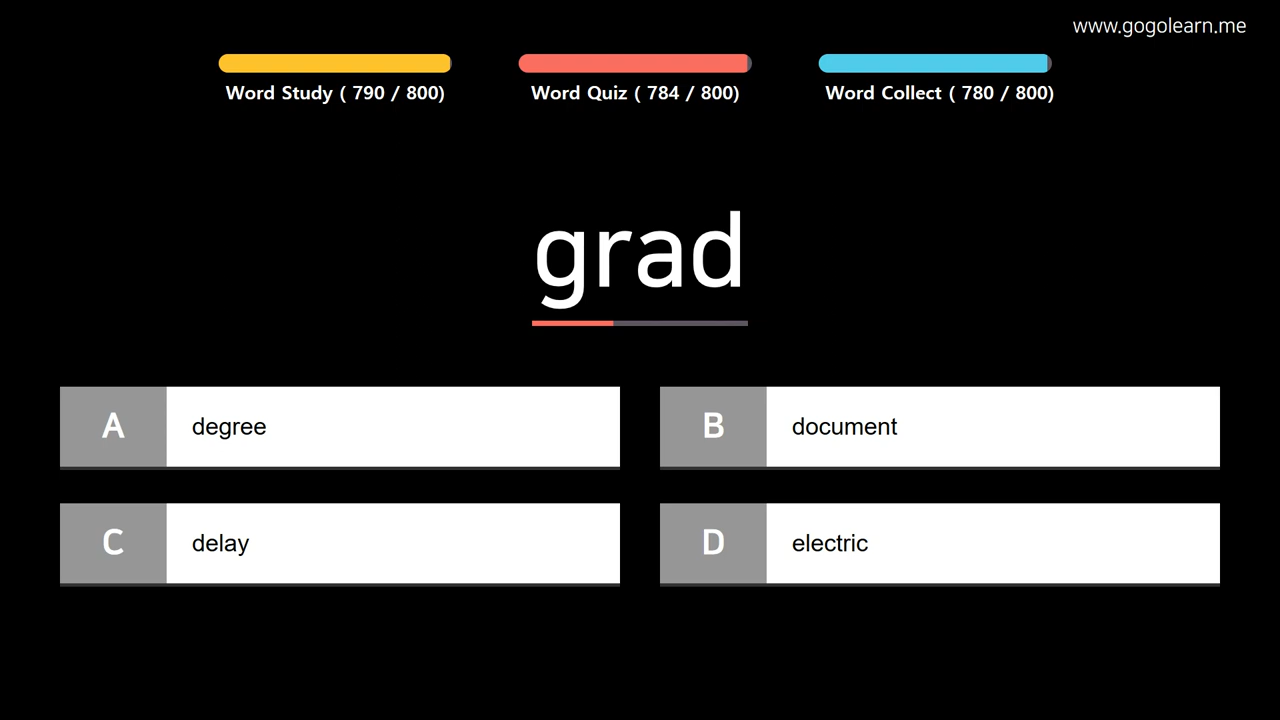 www.gogolearn.me
Word Study ( 790 / 800)
Word Quiz ( 784 / 800)
Word Collect ( 780 / 800)
grad
A degree
B document
C delay
D electric